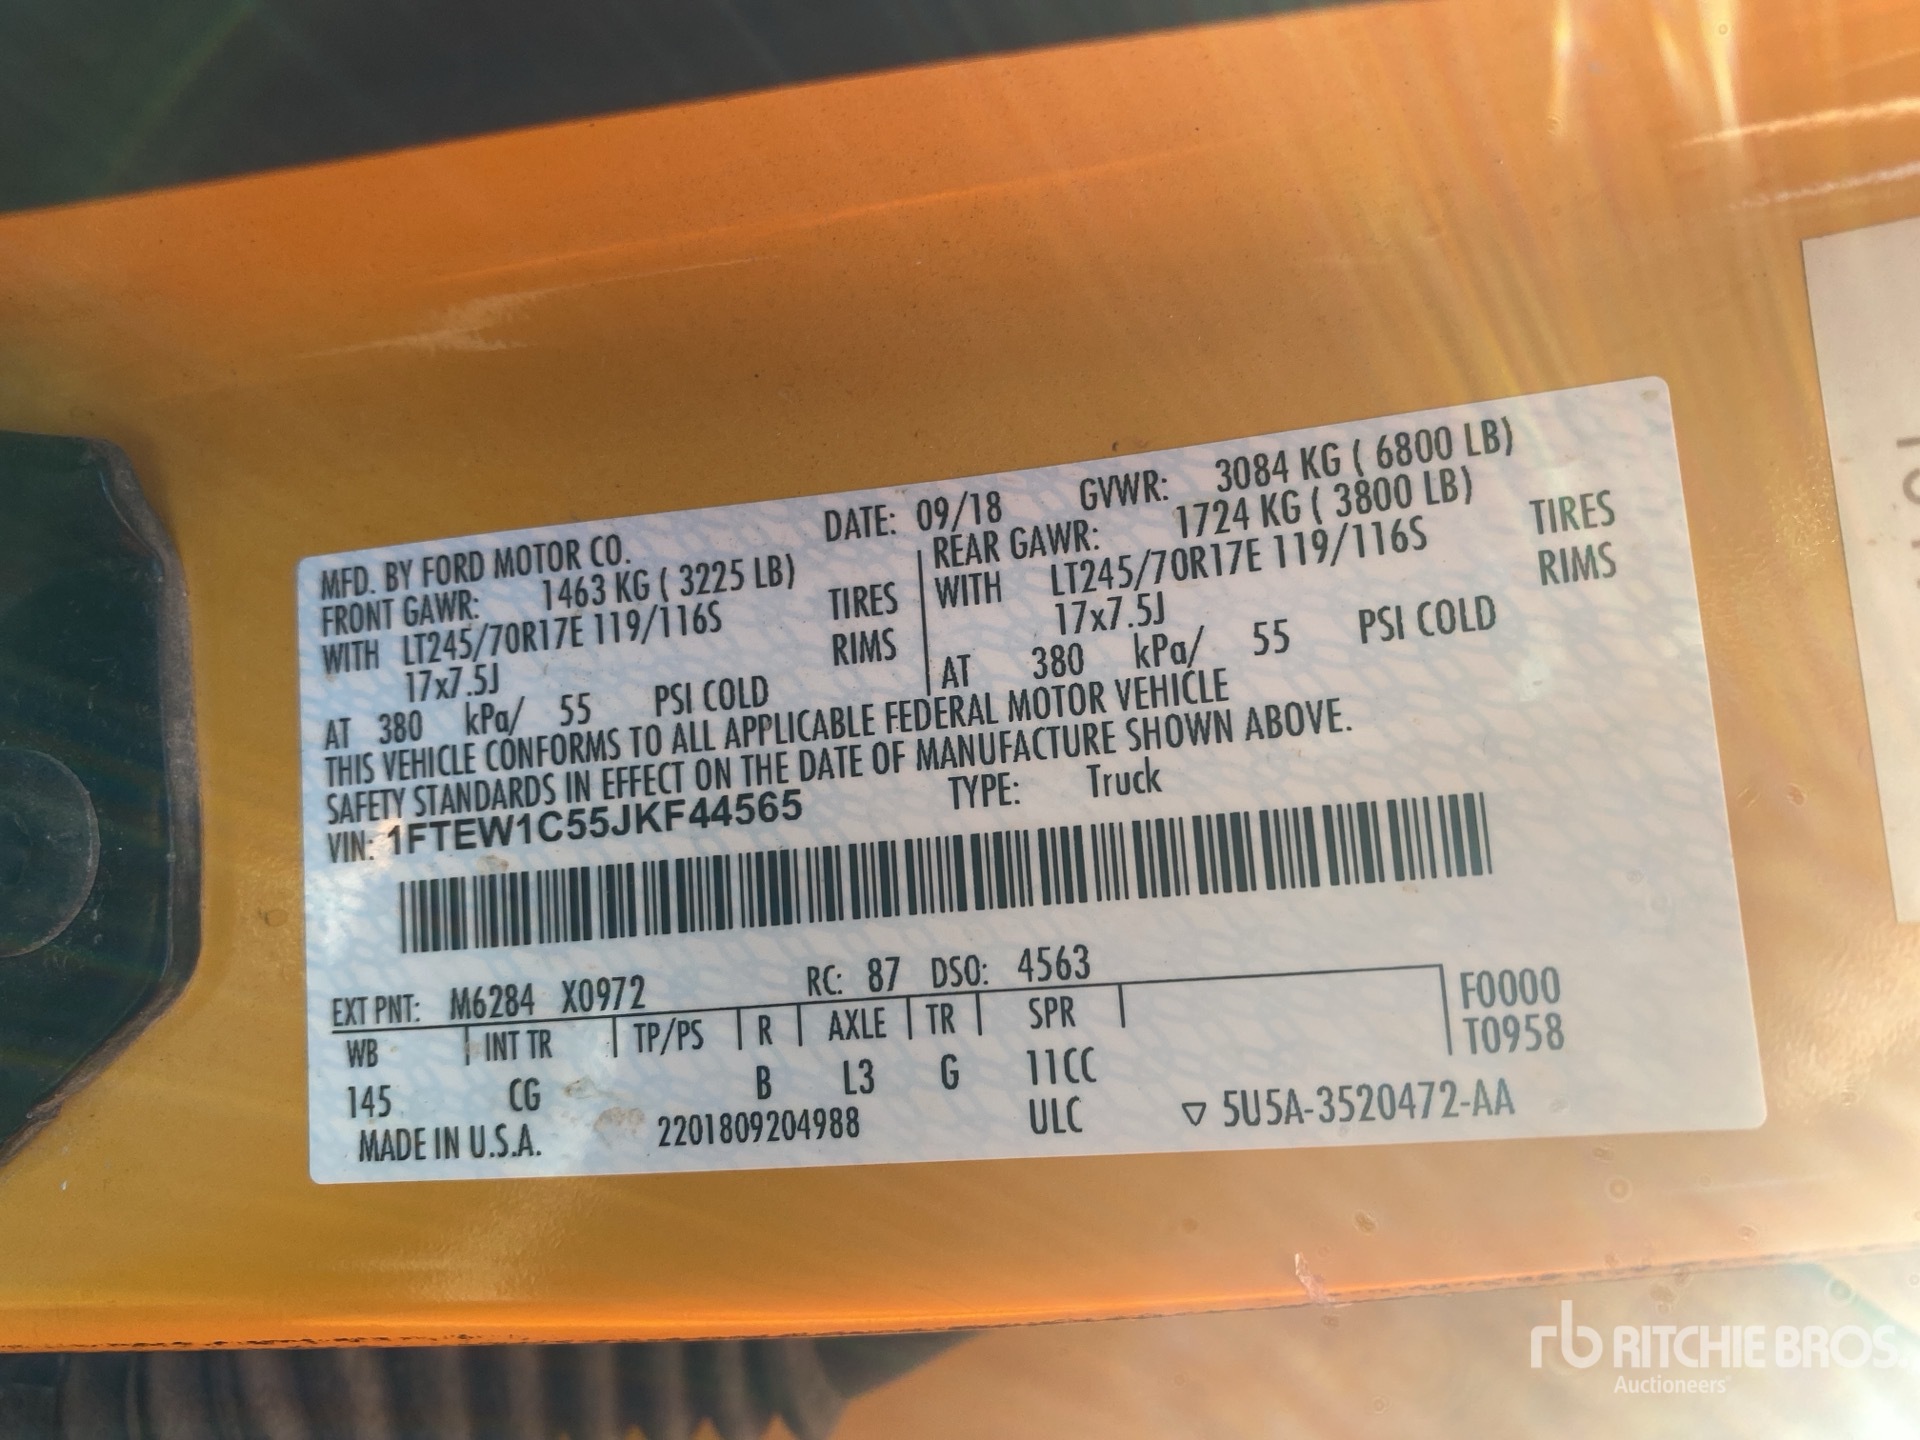 MFD. BY FORD MOTOR CO.
DATE: 09/18
GVWR: 3084 KG ( 6800 LB)
FRONT GAWR: 1463 KG ( 3225 LB)
WITH LT245/70R17E 119/116S TIRES
17x7.5J RIMS
AT 380 kPa/ 55 PSI COLD
REAR GAWR: 1724 KG ( 3800 LB)
WITH LT245/70R17E 119/116S TIRES
17x7.5J RIMS
AT 380 kPa/ 55 PSI COLD
THIS VEHICLE CONFORMS TO ALL APPLICABLE FEDERAL MOTOR VEHICLE
SAFETY STANDARDS IN EFFECT ON THE DATE OF MANUFACTURE SHOWN ABOVE.
VIN: 1FTEW1C55JKF44565 TYPE: Truck
EXT PNT: M6284 X0972 RC: 87 DSO: 4563
WB INT TR TP/PS R AXLE TR SPR F0000
T0958
145 CG B L3 G 11CC
MADE IN U.S.A. 2201809204988 ULC ▽ 5U5A-3520472-AA
rb RITCHIE BROS.
Auctioneers